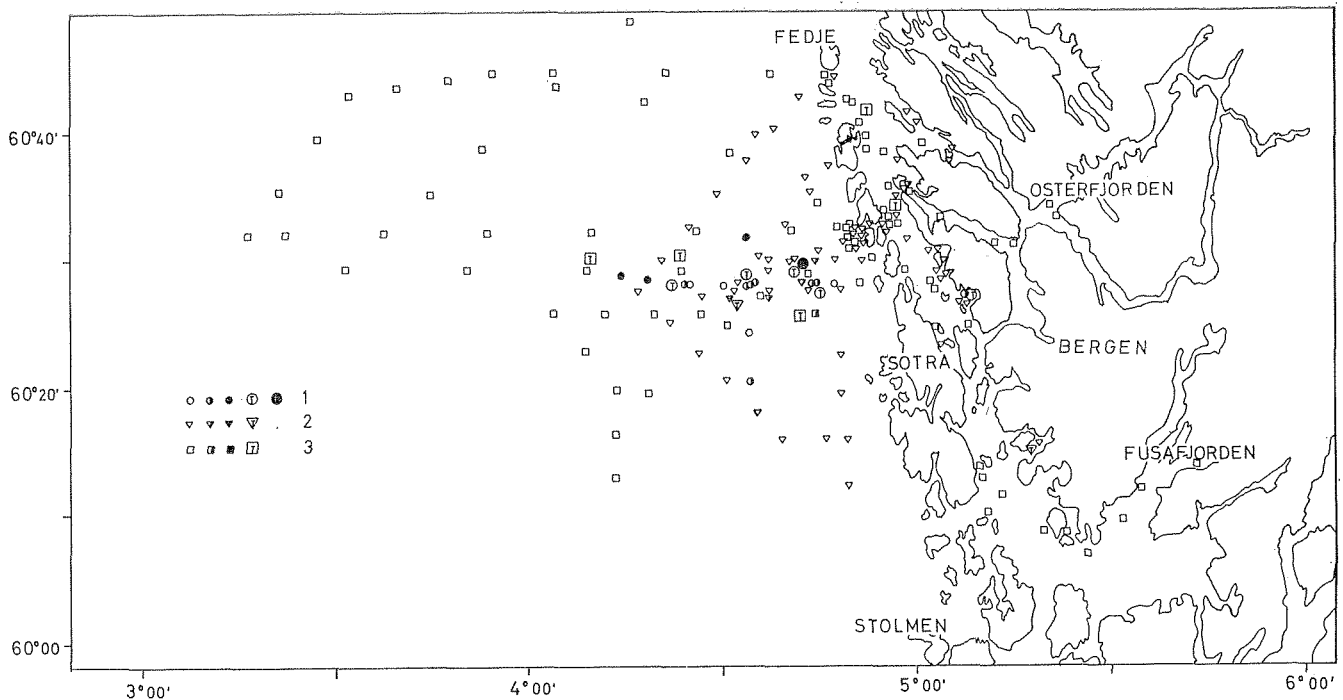 FEDJE
60°40'
OSTERFJORDEN
BERGEN
SOTRA
60°20'
1
T
2
T
3
T
FUSAFJORDEN
STOLMEN
60°00
3°00'
4°00'
5°00'
6°00'